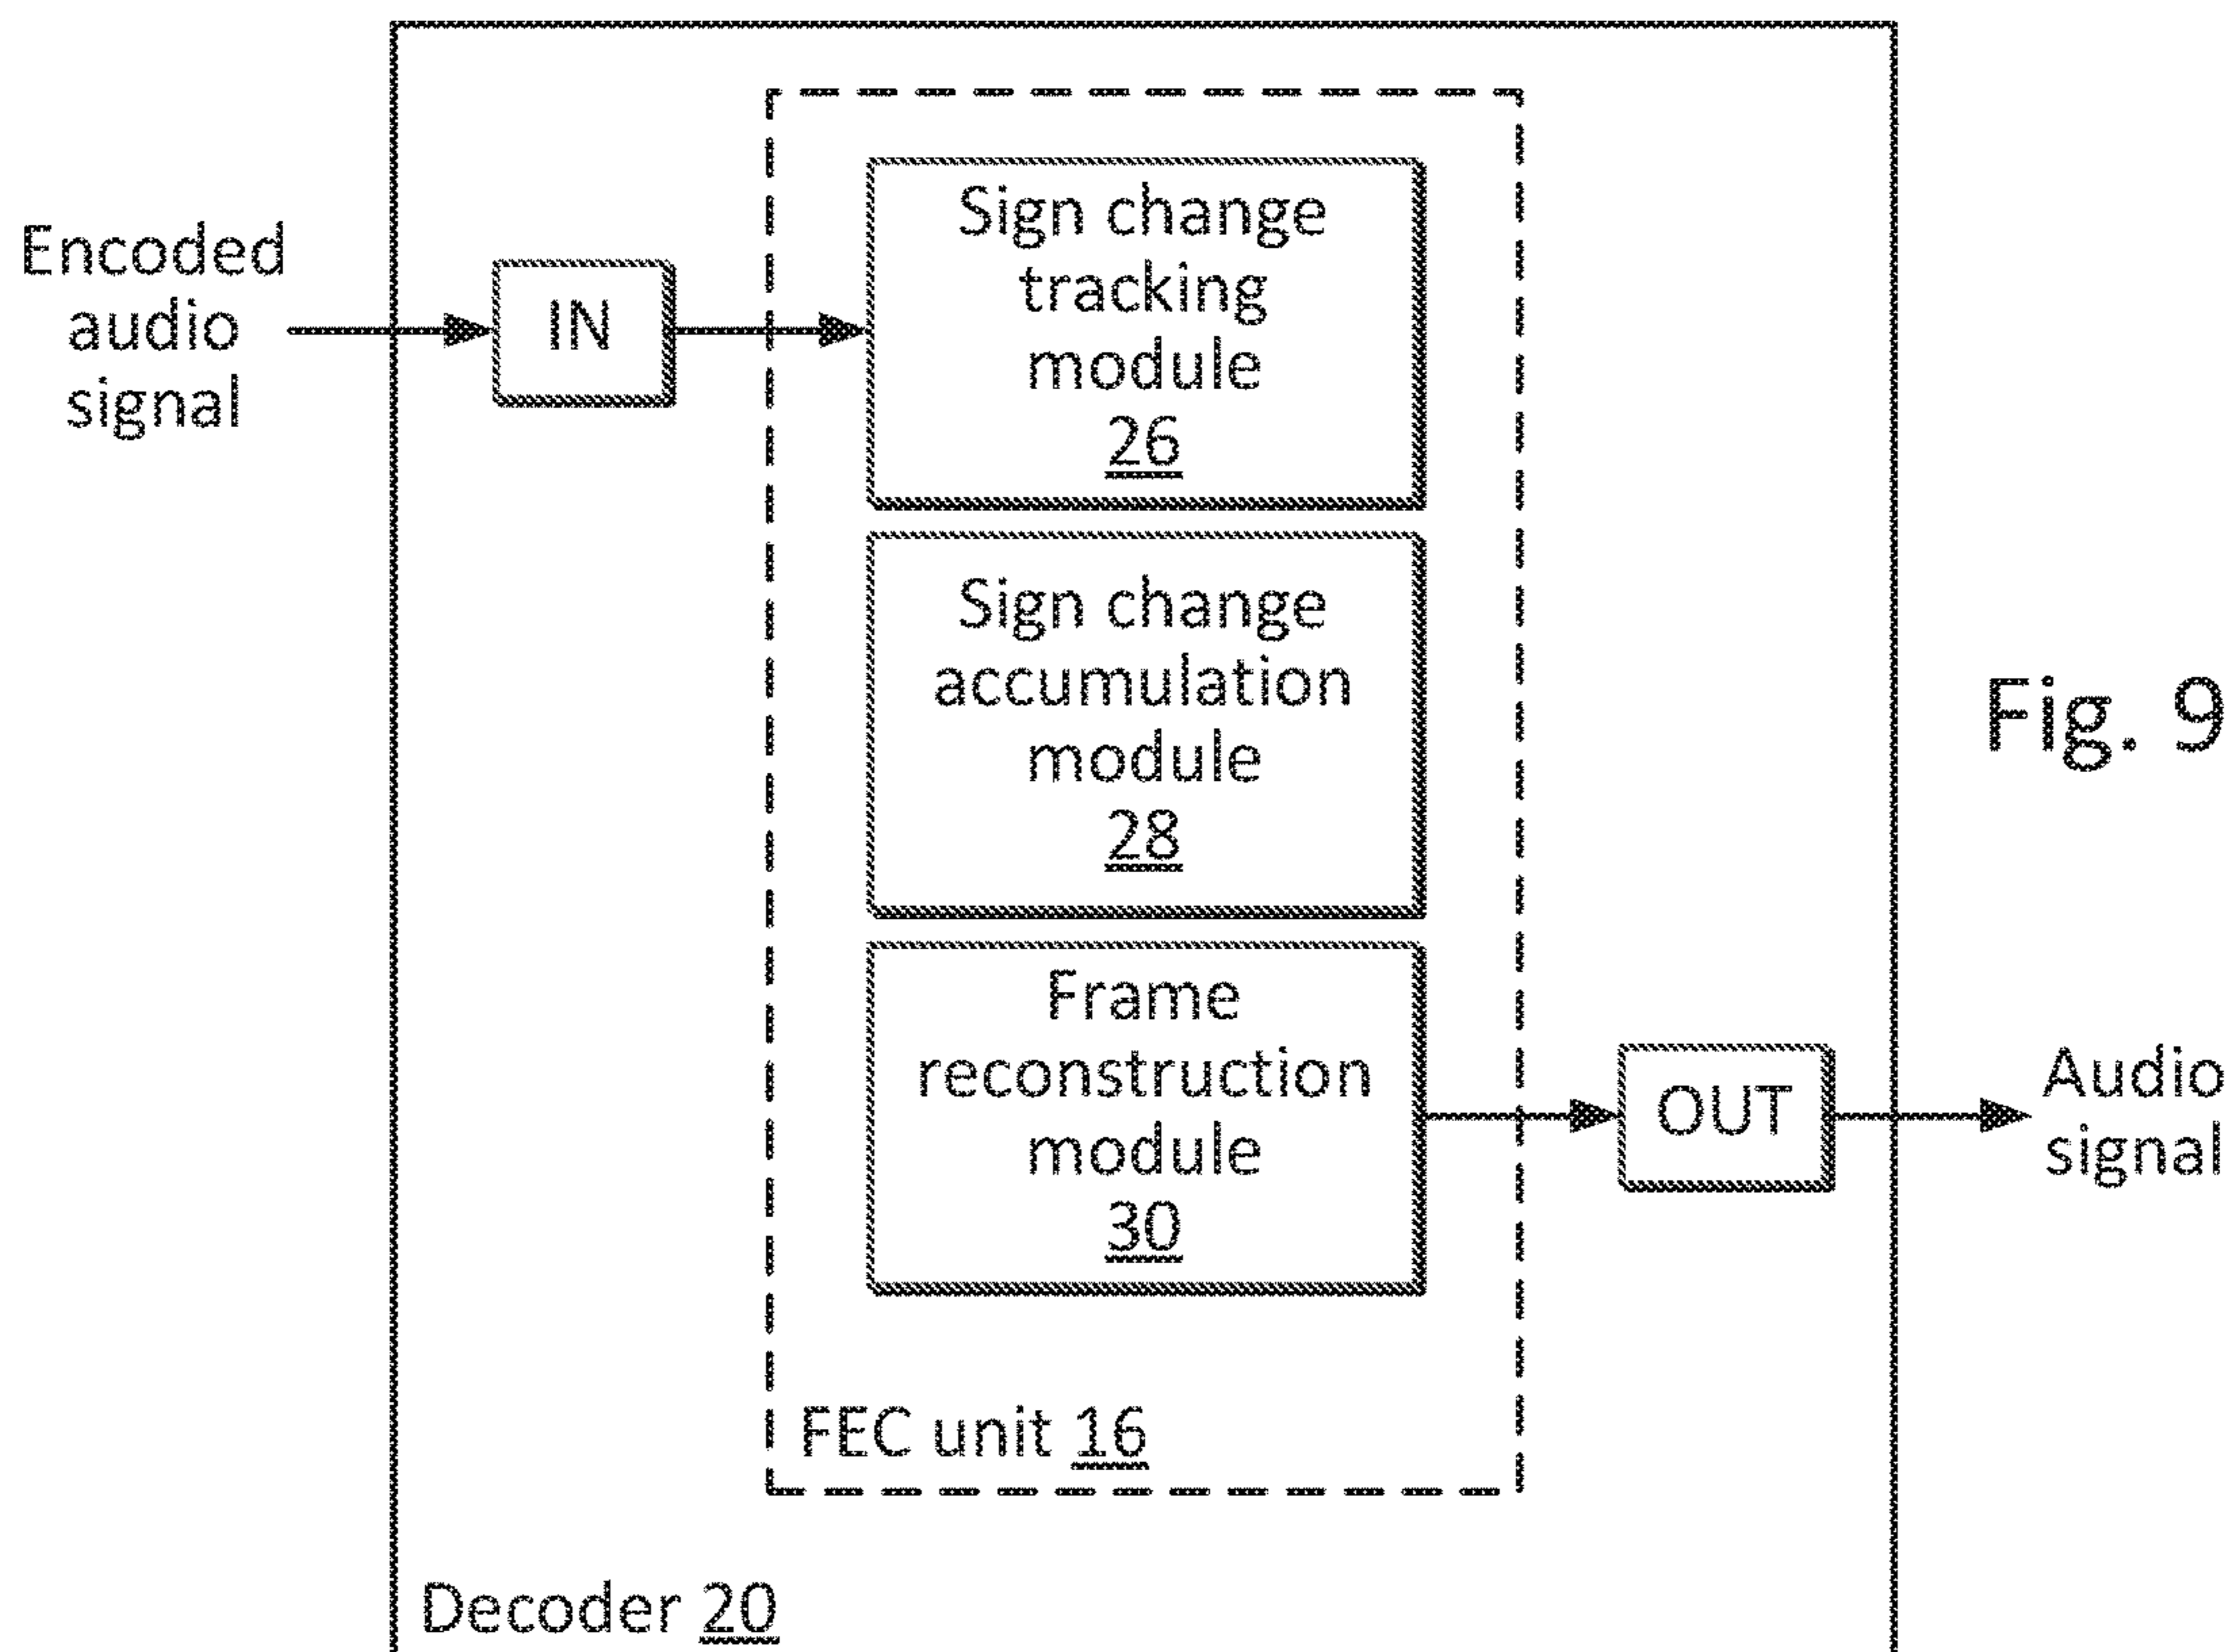 Encoded
audio
signal
IN
Sign change
tracking
module
26
Sign change
accumulation
module
28
Frame
reconstruction
module
30
FEC unit 16
OUT
Audio
signal
Decoder 20
Fig. 9